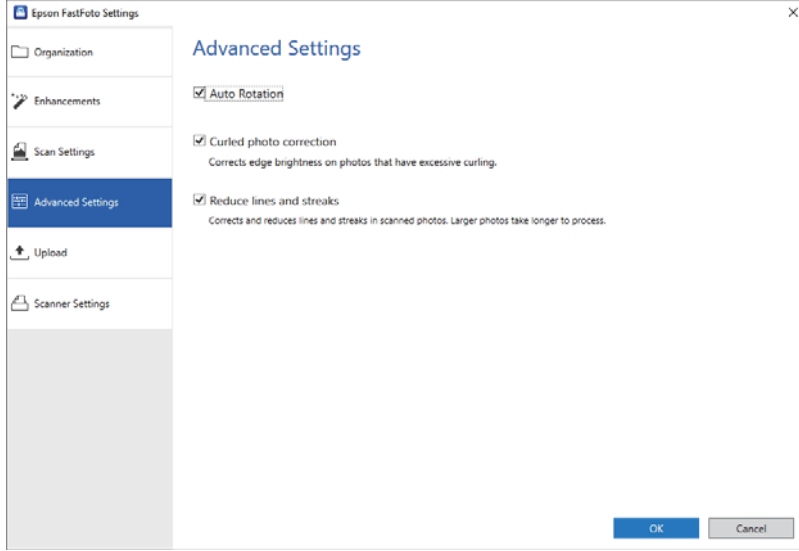 Epson FastFoto Settings
Organization
Enhancements
Scan Settings
Advanced Settings
Upload
Scanner Settings
Advanced Settings
Auto Rotation
Curled photo correction
Corrects edge brightness on photos that have excessive curling.
Reduce lines and streaks
Corrects and reduces lines and streaks in scanned photos. Larger photos take longer to process.
OK
Cancel